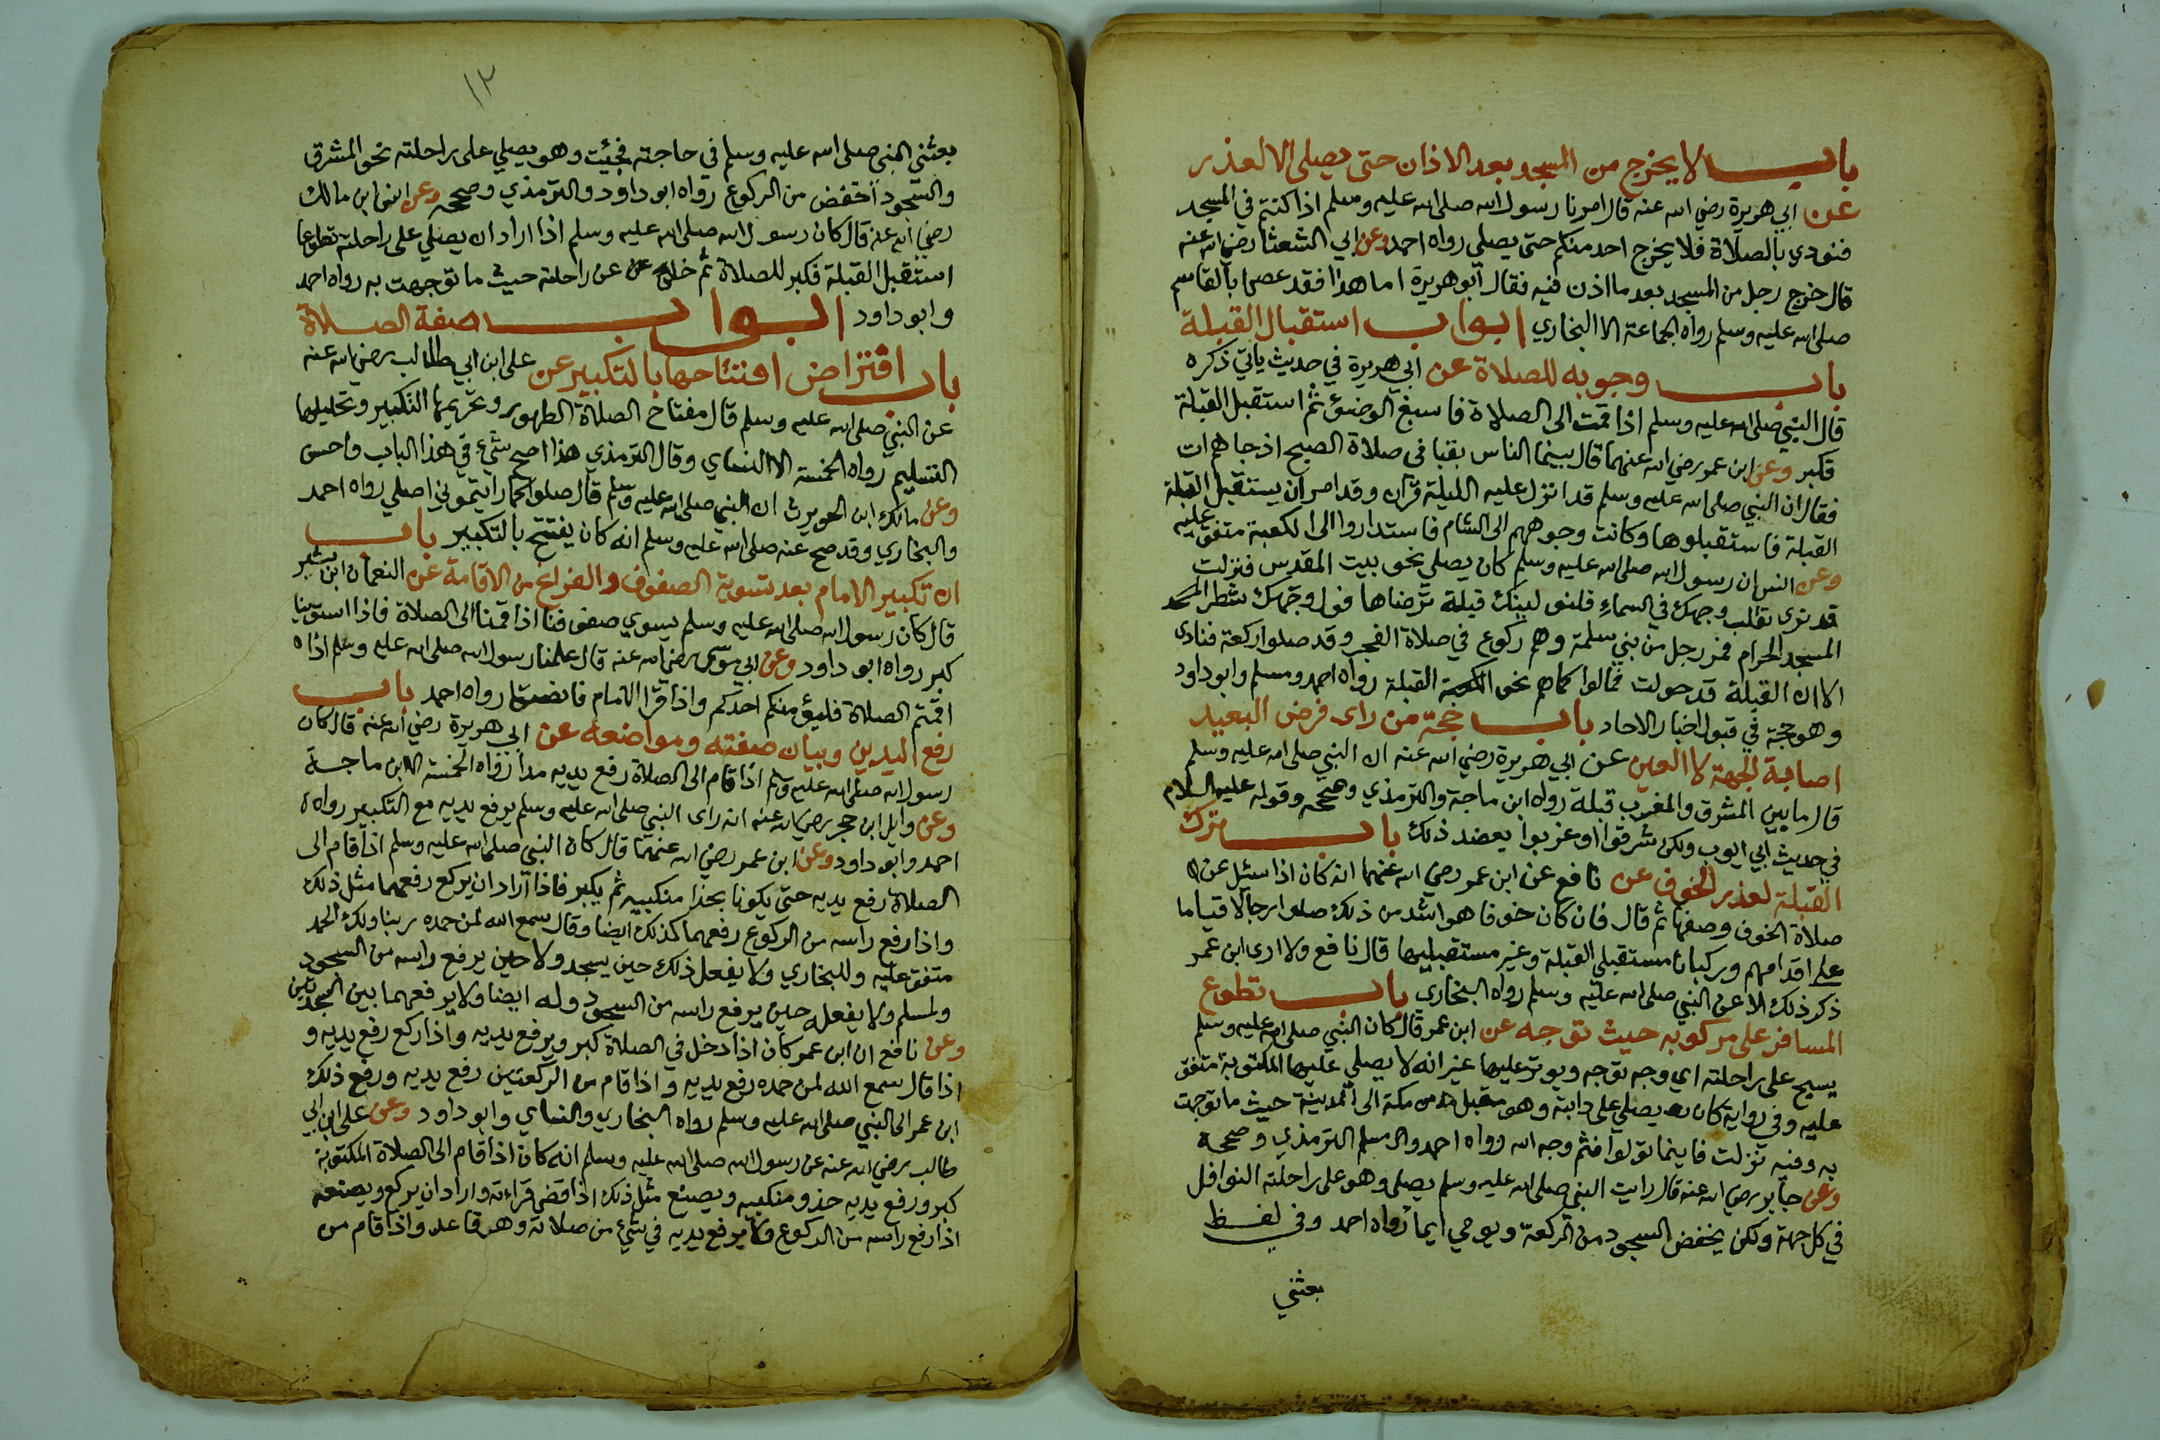 باب لا يخرج من المسجد بعد الاذان حتى يصلي الا لعذر
عن ابي هريرة رضي الله عنه قال امرنا رسول الله صلى الله عليه وسلم اذا كنتم في المسجد
فنودي بالصلاة فلا يخرج احد منكم حتى يصلي رواه احمد وعن ابي الشعثا رضي الله عنه
قال خرج رجل من المسجد بعد ما اذن فيه فقال ابو هريرة اما هذا فقد عصا ابا القاسم
صلى الله عليه وسلم رواه الجماعة الا البخاري ابواب استقبال القبلة
باب وجوبه للصلاة عن ابي هريرة في حديث ياتي ذكره
قال النبي صلى الله عليه وسلم اذا قمت الى الصلاة فاسبغ الوضوء ثم استقبل القبلة
فكبر وعن ابن عمر رضي الله عنهما قال بينما الناس بقبا في صلاة الصبح اذ جاهم ات
فقال ان النبي صلى الله عليه وسلم قد انزل عليه الليلة قرآن وقد امر ان يستقبل القبلة
القبلة فاستقبلوها وكانت وجوههم الى الشام فاستداروا الى الكعبة متفق عليه
وعن انس ان رسول الله صلى الله عليه وسلم كان يصلي نحو بيت المقدس فنزلت
قد نرى تقلب وجهك في السماء فلنولينك قبلة ترضاها فول وجهك شطر
المسجد الحرام فمر رجل من بني سلمة وهم ركوع في صلاة الفجر وقد صلوا ركعة فنادى
الا ان القبلة قد حولت فمالوا كما هم نحو القبلة رواه احمد ومسلم وابو داود
وهو حجة في قبول اخبار الاحاد باب حجة من راى فرض البعيد
اصابة الجهة لا العين عن ابي هريرة رضي الله عنه ان النبي صلى الله عليه وسلم
قال ما بين المشرق والمغرب قبلة رواه ابن ماجة والترمذي وصححه وقوله عليه السلام
في حديث ابي ايوب ولكن شرقوا او غربوا يعضد ذلك باب ترك
القبلة لعذر الخوف عن نافع عن ابن عمر رضي الله عنهما انه كان اذا سئل عن
صلاة الخوف وصفها ثم قال فان كان خوفا هو اشد من ذلك صلوا رجالا قياما
على اقدامهم وركبانا مستقبلي القبلة وغير مستقبليها قال نافع ولا ارى ابن عمر
ذكر ذلك الا عن النبي صلى الله عليه وسلم رواه البخاري باب تطوع
المسافر على مركوبه حيث توجه عن ابن عمر قال كان النبي صلى الله عليه وسلم
يسبح على راحلته اي وجه توجه ويوتر عليها غير انه لا يصلي عليها المكتوبة متفق
عليه وفي رواية كان يصلي على دابته وهو مقبل من مكة الى المدينة حيث ما توجهت
به وفيه نزلت فاينما تولوا فثم وجه الله رواه احمد ومسلم والترمذي وصححه
وعن جابر رضي الله عنه قال رايت النبي صلى الله عليه وسلم يصلي وهو على راحلته النوافل
في كل جهة ولكن يخفض السجود من الركعة ويومي ايما رواه احمد وفي لفظ
بعثني
١٢
بعثني النبي صلى الله عليه وسلم في حاجته فجئت وهو يصلي على راحلته نحو المشرق
والسجود اخفض من الركوع رواه ابو داود والترمذي وصححه وعن انس ابن مالك
رضي الله عنه قال كان رسول الله صلى الله عليه وسلم اذا اراد ان يصلي على راحلته تطوعا
استقبل القبلة فكبر للصلاة ثم خلى عن راحلته حيث ما توجهت به رواه احمد
وابو داود ابواب صفة الصلاة
باب افتراض افتتاحها بالتكبير عن علي ابن ابي طالب رضي الله عنه
عن النبي صلى الله عليه وسلم قال مفتاح الصلاة الطهور وتحريمها التكبير وتحليلها
التسليم رواه الخمسة الا النساي وقال الترمذي هذا اصح شيء في هذا الباب واحسن
وعن مالك ابن الحويرث ان النبي صلى الله عليه وسلم قال صلوا كما رايتموني اصلي رواه احمد
والبخاري وقد صح عنه صلى الله عليه وسلم انه كان يفتتح بالتكبير باب
ان تكبير الامام بعد تسوية الصفوف والفراغ من الاقامة عن النعمان ابن بشير
قال كان رسول الله صلى الله عليه وسلم يسوي صفوفنا اذا قمنا الى الصلاة فاذا استوينا
كبر رواه ابو داود وعن ابي موسى رضي الله عنه قال علمنا رسول الله صلى الله عليه وسلم اذا
اقمتم الصلاة فليؤمكم احدكم واذا قرا الامام فانصتوا رواه احمد باب
رفع اليدين وبيان صفته ومواضعه عن ابي هريرة رضي الله عنه قال كان
رسول الله صلى الله عليه وسلم اذا قام الى الصلاة رفع يديه مدا رواه الخمسة الا ابن ماجة
وعن وايل ابن حجر رضي الله عنه انه راى النبي صلى الله عليه وسلم يرفع يديه مع التكبير رواه
احمد وابو داود وعن ابن عمر رضي الله عنهما قال كان النبي صلى الله عليه وسلم اذا قام الى
الصلاة رفع يديه حتى يكونا بحذا منكبيه ثم يكبر فاذا اراد ان يركع رفعهما مثل ذلك
واذا رفع راسه من الركوع رفعهما كذلك ايضا وقال سمع الله لمن حمده ربنا ولك الحمد
متفق عليه وللبخاري ولا يفعل ذلك حين يسجد ولا حين يرفع راسه من السجود
ولمسلم ولا يفعله حين يرفع راسه من السجود وله ايضا ولا يرفعهما بين السجدتين
وعن نافع ان ابن عمر كان اذا دخل في الصلاة كبر ويرفع يديه واذا ركع رفع يديه و
اذا قال سمع الله لمن حمده رفع يديه واذا قام من الركعتين رفع يديه ورفع ذلك
ابن عمر الى النبي صلى الله عليه وسلم رواه البخاري والنساي وابو داود وعن علي ابن ابي
طالب رضي الله عنه عن رسول الله صلى الله عليه وسلم انه كان اذا قام الى الصلاة المكتوبة
كبر ورفع يديه حذو منكبيه ويصنع مثل ذلك اذا قضى قراءته واراد ان يركع ويصنعه
اذا رفع راسه من الركوع ولا يرفع يديه في شيء من صلاته وهو قاعد واذا قام من